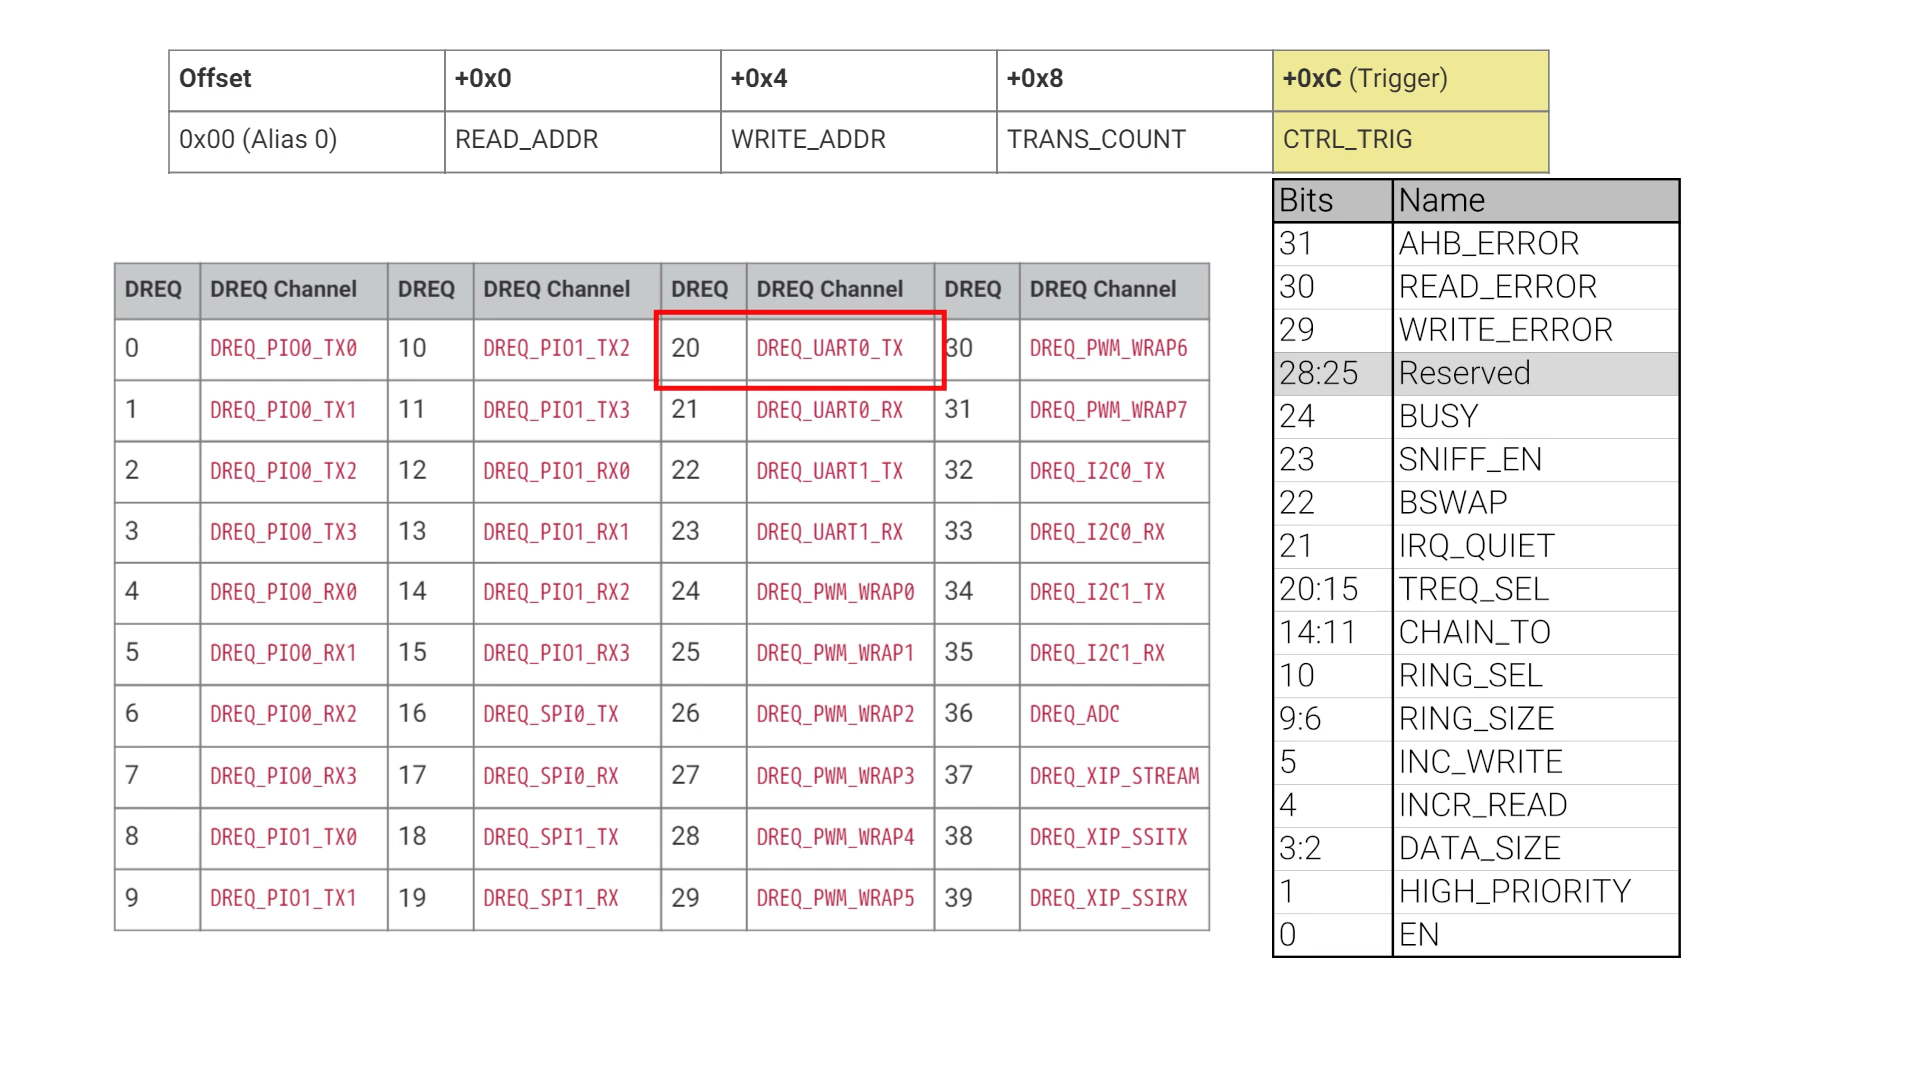 Offset +0x0 +0x4 +0x8 +0xC (Trigger)
0x00 (Alias 0) READ_ADDR WRITE_ADDR TRANS_COUNT CTRL_TRIG
DREQ DREQ Channel DREQ DREQ Channel DREQ DREQ Channel DREQ DREQ Channel
0 DREQ_PIO0_TX0 10 DREQ_PIO1_TX2 20 DREQ_UART0_TX 30 DREQ_PWM_WRAP6
1 DREQ_PIO0_TX1 11 DREQ_PIO1_TX3 21 DREQ_UART0_RX 31 DREQ_PWM_WRAP7
2 DREQ_PIO0_TX2 12 DREQ_PIO1_RX0 22 DREQ_UART1_TX 32 DREQ_I2C0_TX
3 DREQ_PIO0_TX3 13 DREQ_PIO1_RX1 23 DREQ_UART1_RX 33 DREQ_I2C0_RX
4 DREQ_PIO0_RX0 14 DREQ_PIO1_RX2 24 DREQ_PWM_WRAP0 34 DREQ_I2C1_TX
5 DREQ_PIO0_RX1 15 DREQ_PIO1_RX3 25 DREQ_PWM_WRAP1 35 DREQ_I2C1_RX
6 DREQ_PIO0_RX2 16 DREQ_SPI0_TX 26 DREQ_PWM_WRAP2 36 DREQ_ADC
7 DREQ_PIO0_RX3 17 DREQ_SPI0_RX 27 DREQ_PWM_WRAP3 37 DREQ_XIP_STREAM
8 DREQ_PIO1_TX0 18 DREQ_SPI1_TX 28 DREQ_PWM_WRAP4 38 DREQ_XIP_SSITX
9 DREQ_PIO1_TX1 19 DREQ_SPI1_RX 29 DREQ_PWM_WRAP5 39 DREQ_XIP_SSIRX
Bits Name
31 AHB_ERROR
30 READ_ERROR
29 WRITE_ERROR
28:25 Reserved
24 BUSY
23 SNIFF_EN
22 BSWAP
21 IRQ_QUIET
20:15 TREQ_SEL
14:11 CHAIN_TO
10 RING_SEL
9:6 RING_SIZE
5 INC_WRITE
4 INCR_READ
3:2 DATA_SIZE
1 HIGH_PRIORITY
0 EN